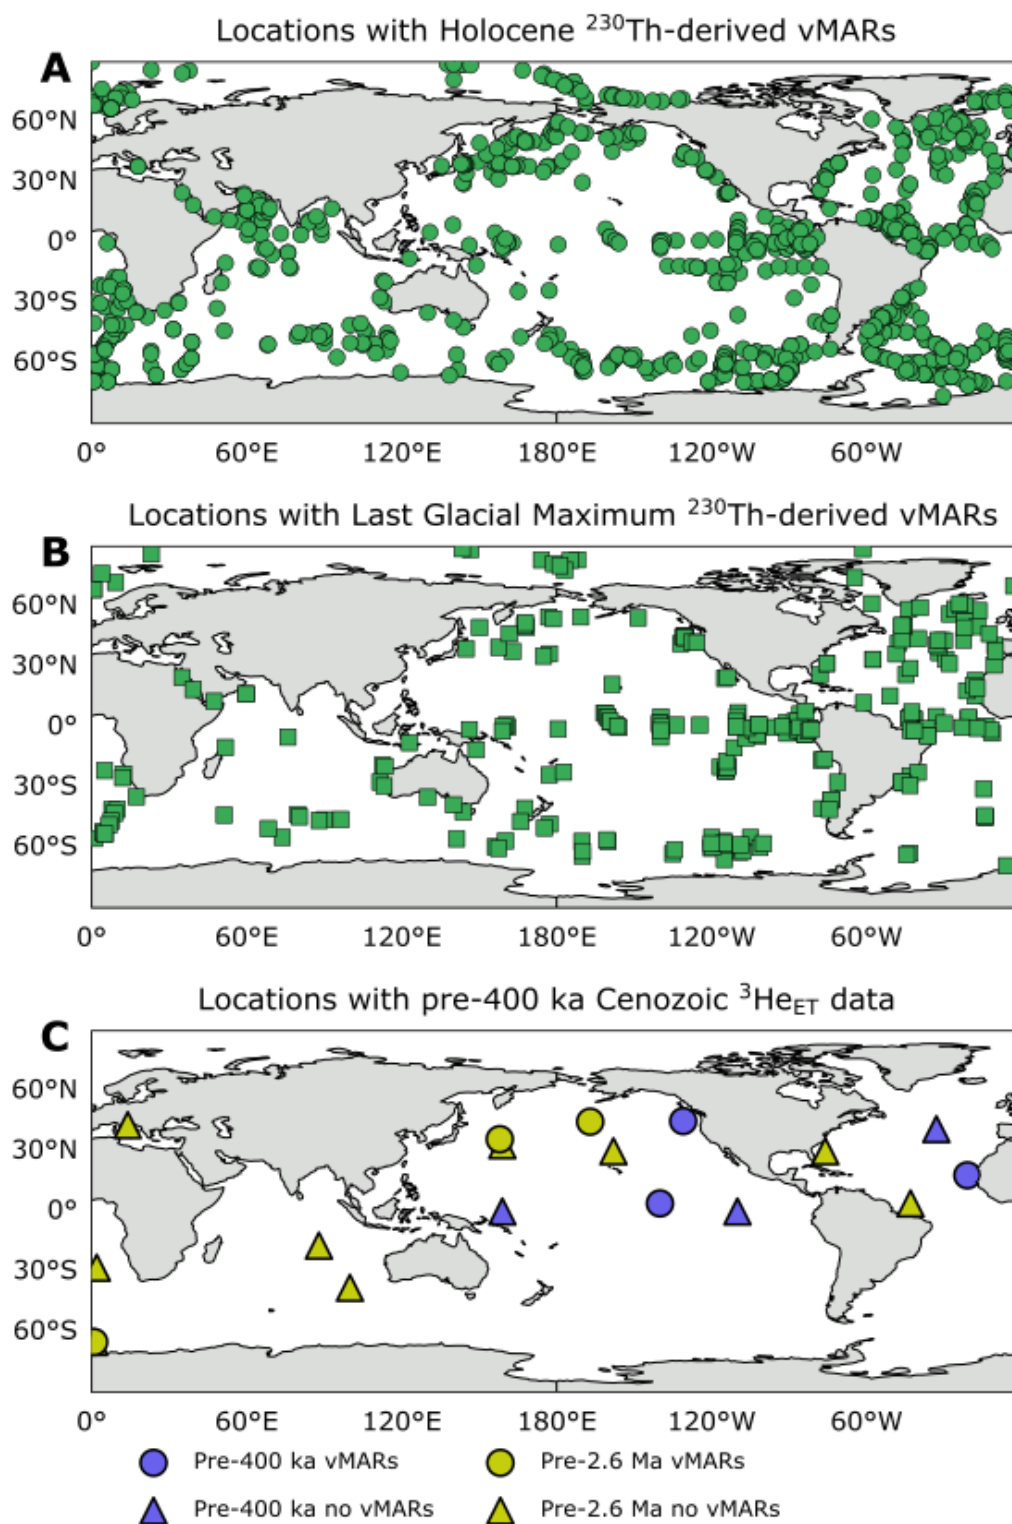 Locations with Holocene ²³⁰Th-derived vMARs
A
60°N
30°N
0°
30°S
60°S
0° 60°E 120°E 180°E 120°W 60°W
Locations with Last Glacial Maximum ²³⁰Th-derived vMARs
B
60°N
30°N
0°
30°S
60°S
0° 60°E 120°E 180°E 120°W 60°W
Locations with pre-400 ka Cenozoic ³He_ET data
C
60°N
30°N
0°
30°S
60°S
0° 60°E 120°E 180°E 120°W 60°W
Pre-400 ka vMARs Pre-2.6 Ma vMARs
Pre-400 ka no vMARs Pre-2.6 Ma no vMARs